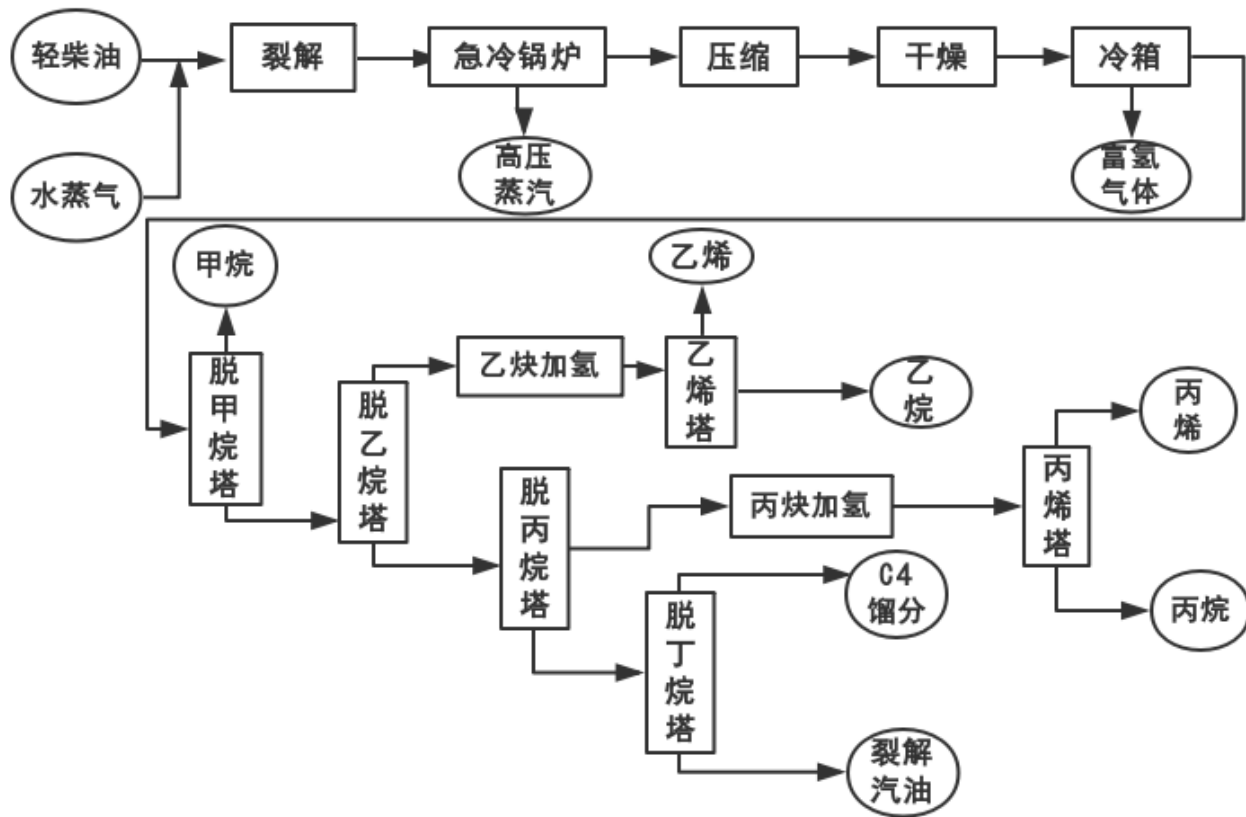 轻柴油
裂解
急冷锅炉
压缩
干燥
冷箱
水蒸气
高压
蒸汽
富氢
气体
甲烷
乙烯
脱甲烷塔
脱乙烷塔
乙炔加氢
乙烯塔
乙
烷
丙
烯
脱丙烷塔
丙炔加氢
丙烯塔
C4
馏分
丙烷
脱丁烷塔
裂解
汽油